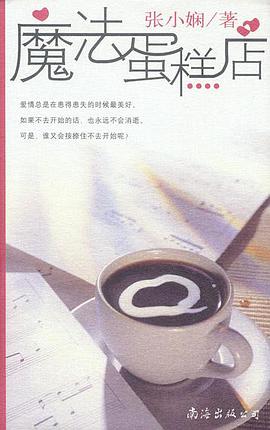 张小娴/著
魔法蛋糕店
爱情总是在患得患失的时候最美好。
如果不去开始的话，也永远不会消逝。
可是，谁又会按捺住不去开始呢？
南海出版公司